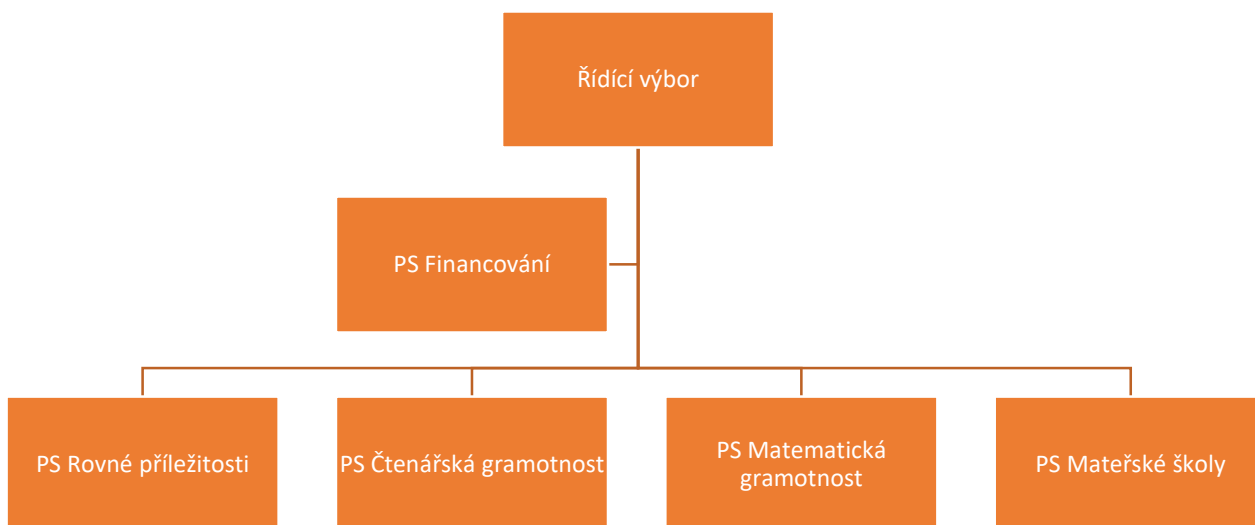 Řídící výbor
PS Financování
PS Rovné příležitosti
PS Čtenářská gramotnost
PS Matematická
gramotnost
PS Mateřské školy